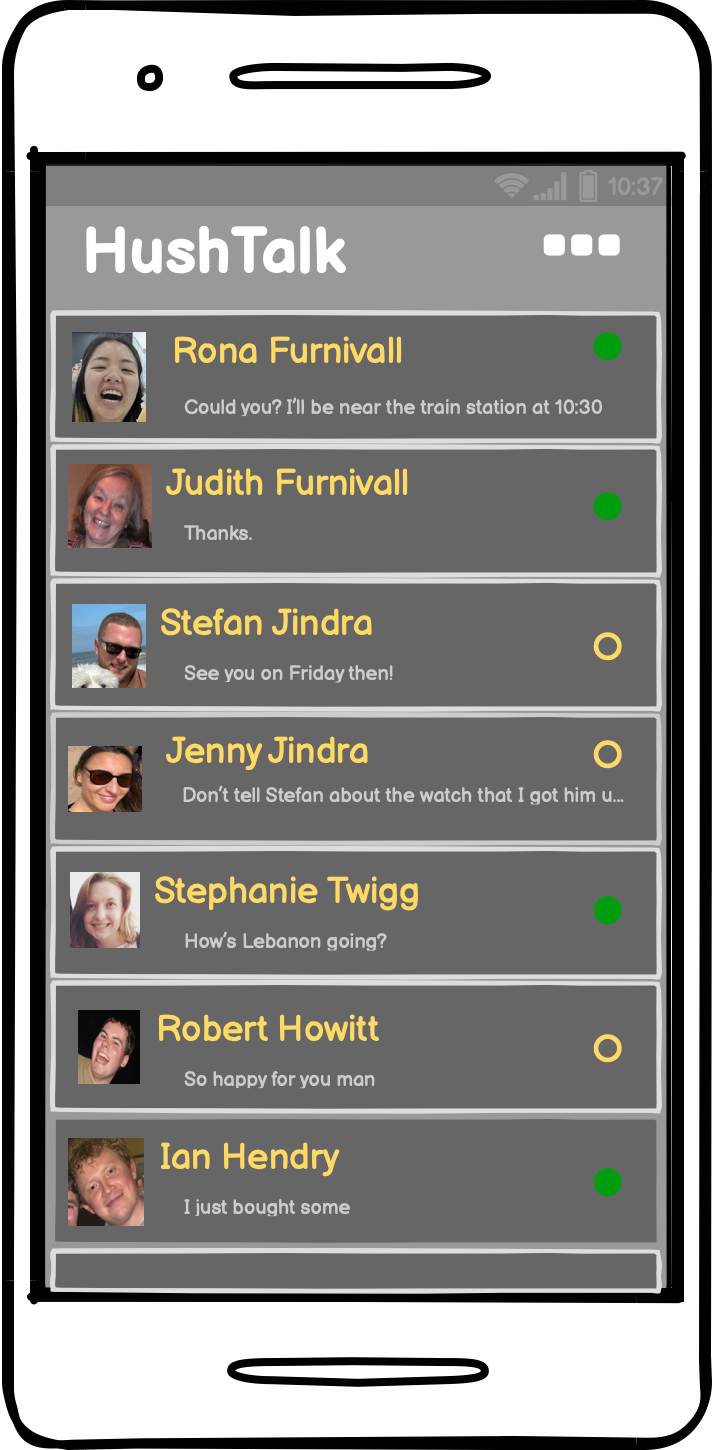 10:37
HushTalk
Rona Furnivall
Could you? I'll be near the train station at 10:30
Judith Furnivall
Thanks.
Stefan Jindra
See you on Friday then!
Jenny Jindra
Don't tell Stefan about the watch that I got him u...
Stephanie Twigg
How's Lebanon going?
Robert Howitt
So happy for you man
Ian Hendry
I just bought some